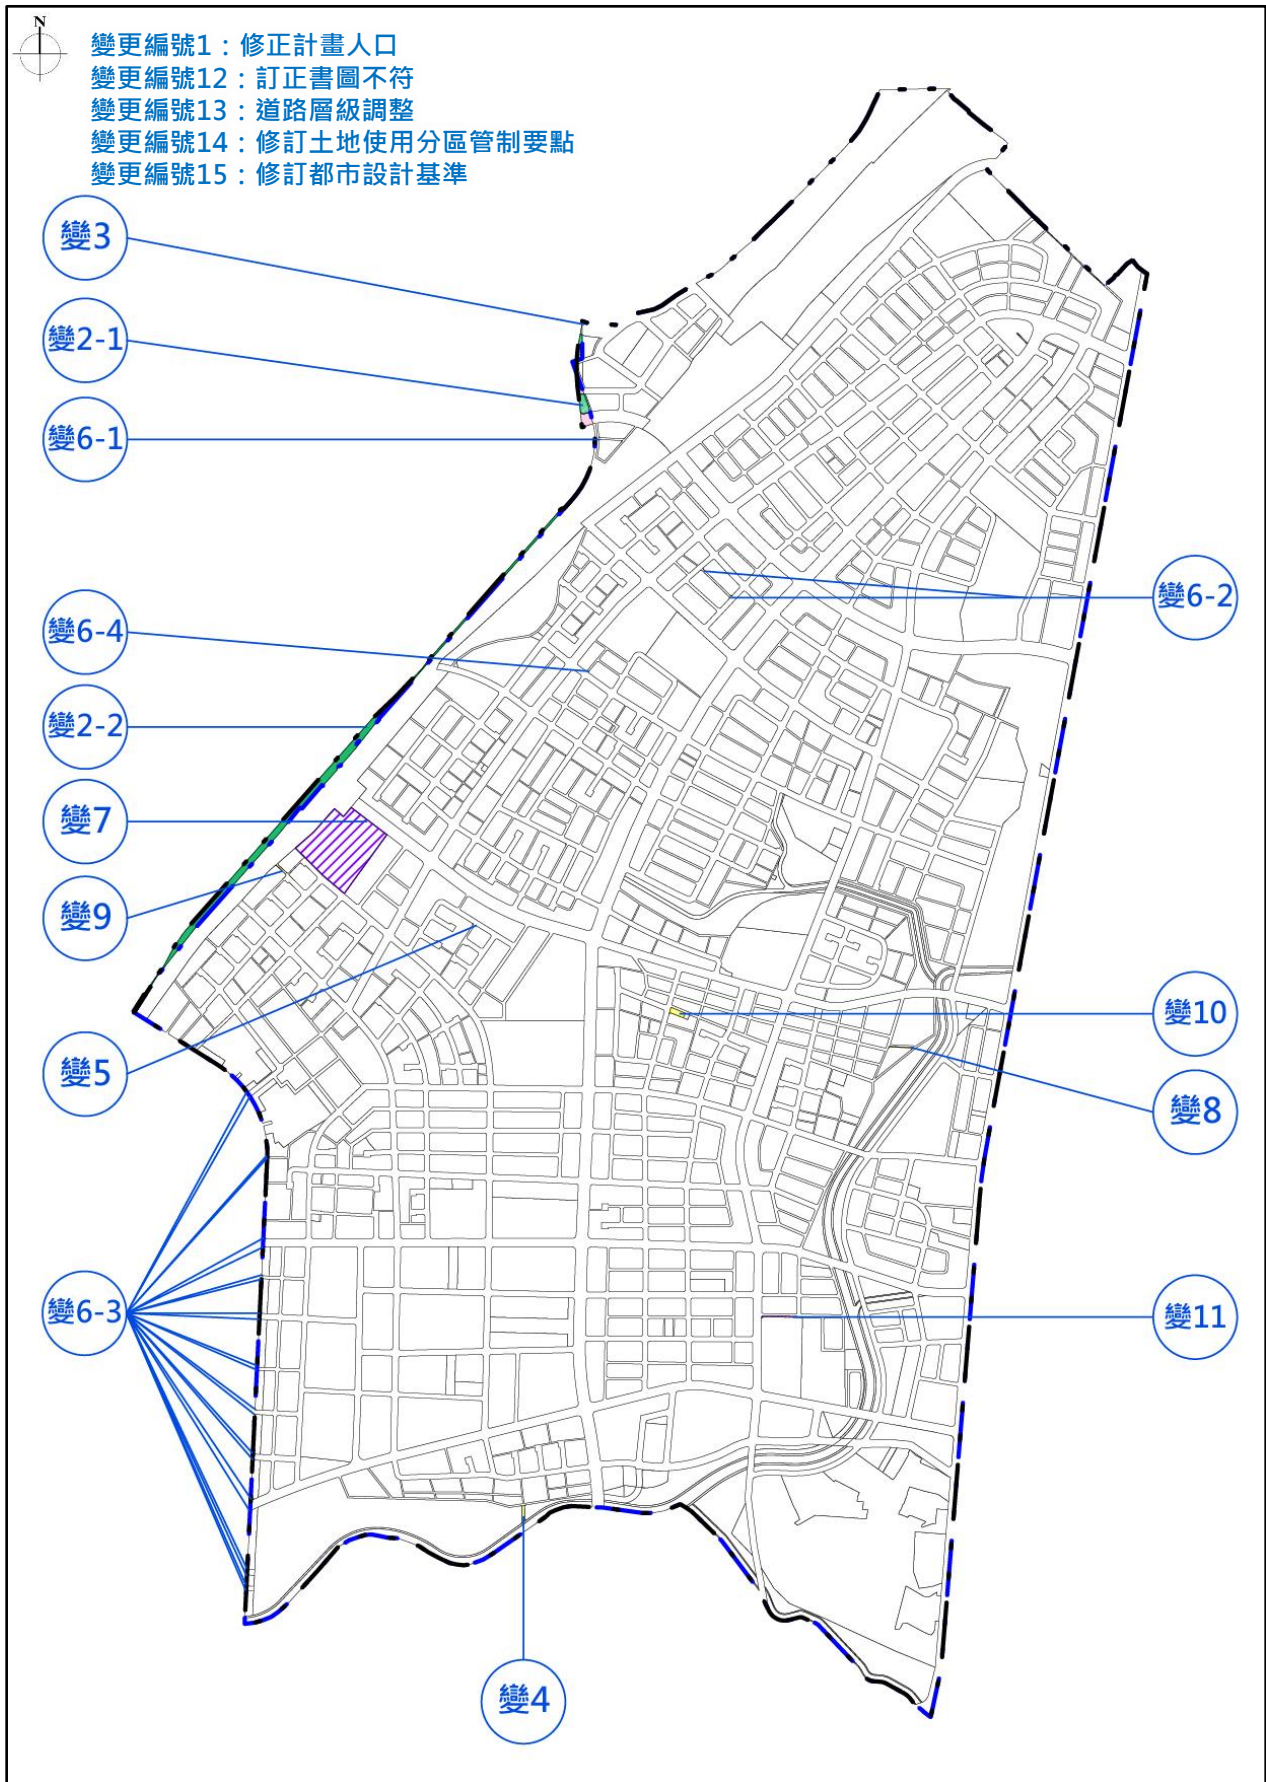 N
變更編號1：修正計畫人口
變更編號12：訂正書圖不符
變更編號13：道路層級調整
變更編號14：修訂土地使用分區管制要點
變更編號15：修訂都市設計基準
變3
變2-1
變6-1
變6-2
變6-4
變2-2
變7
變9
變10
變5
變8
變6-3
變11
變4